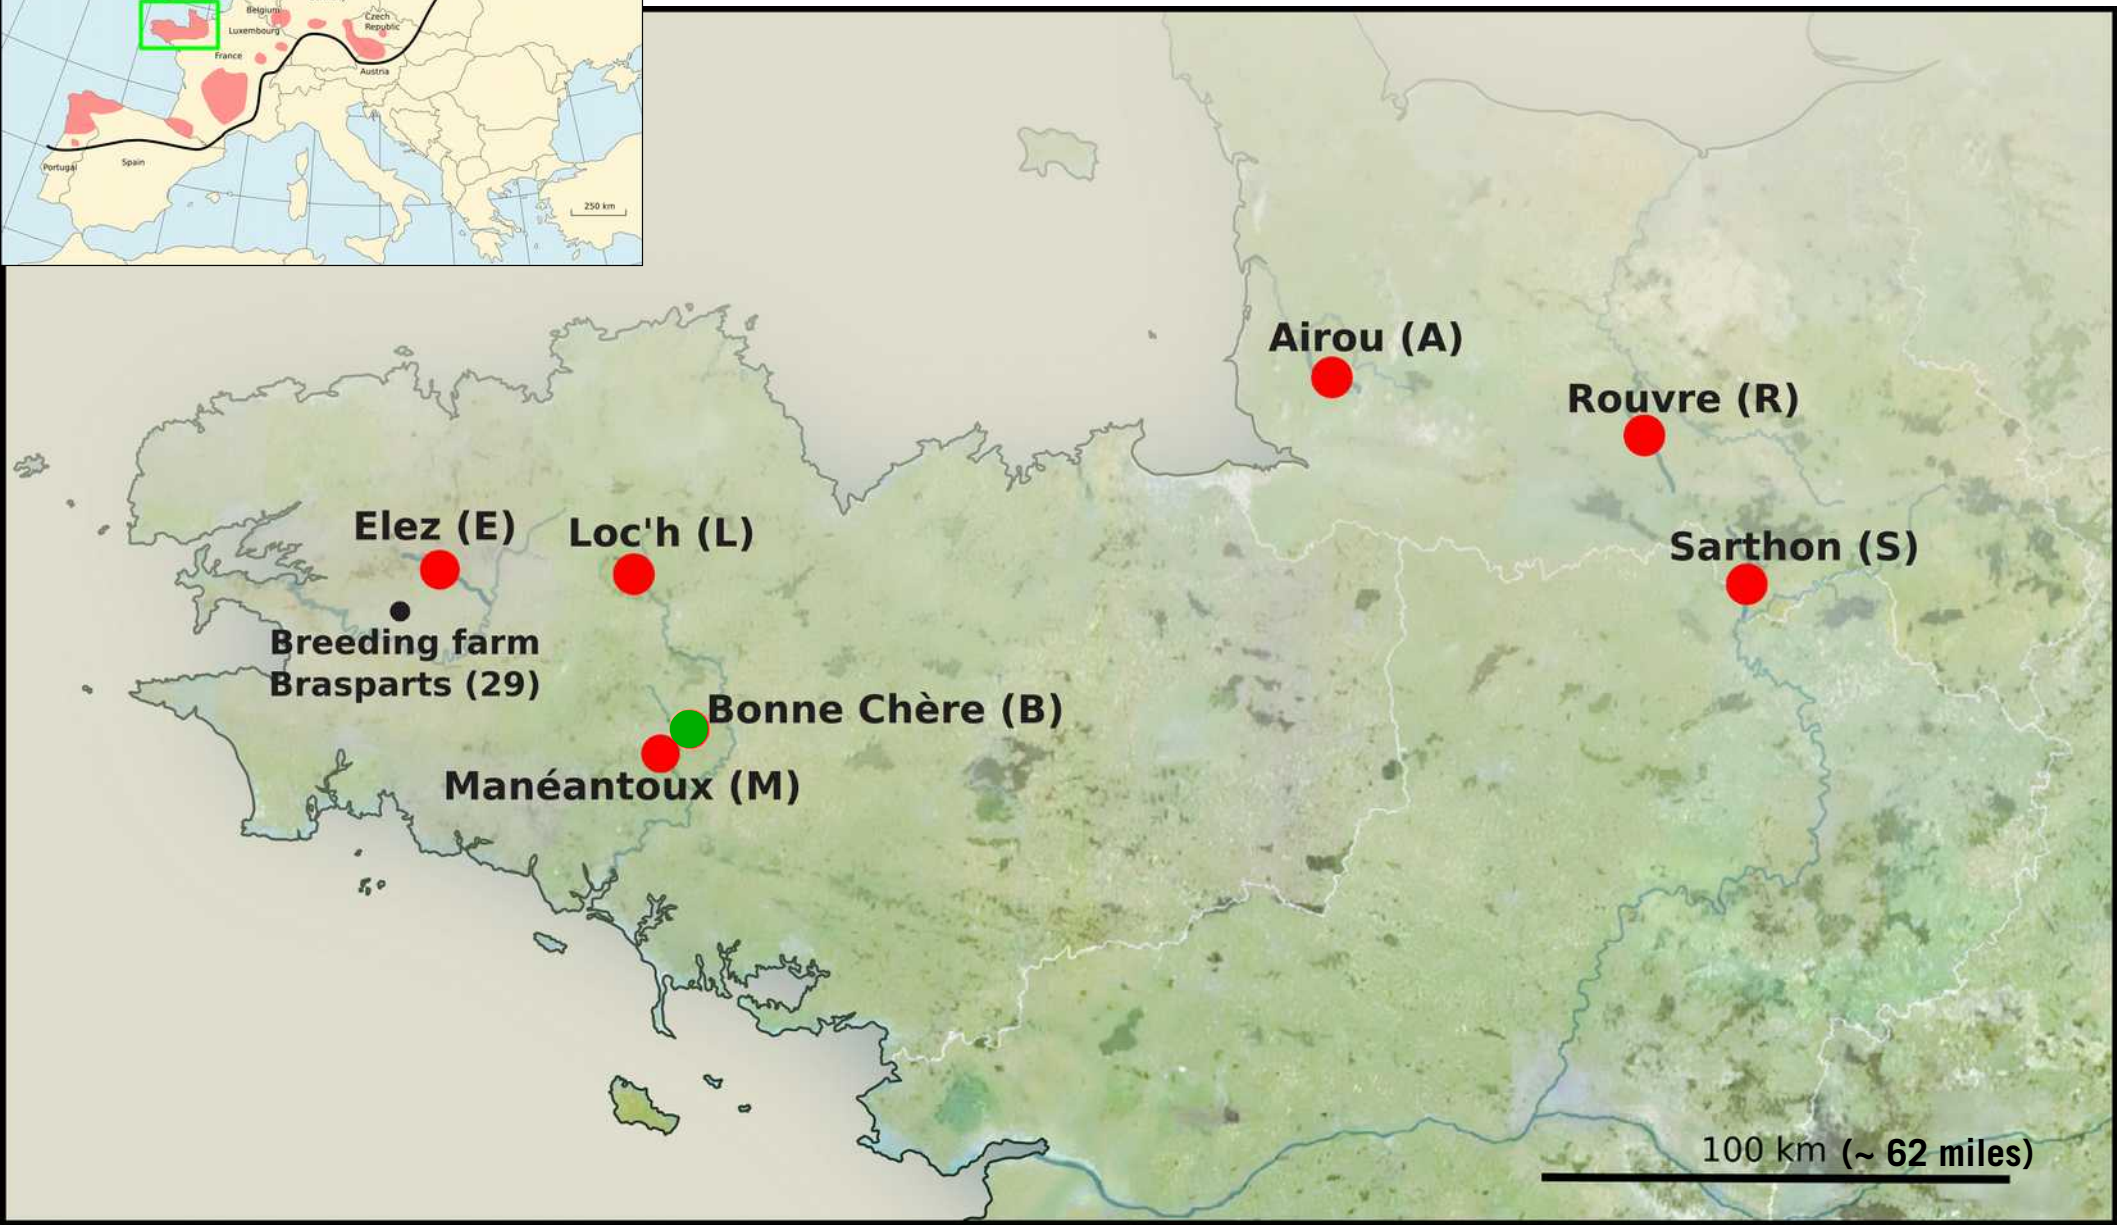 Belgium
Czech
Republic
Luxembourg
France
Austria
Portugal
Spain
250 km
Airou (A)
Rouvre (R)
Elez (E)
Loc'h (L)
Sarthon (S)
Breeding farm
Brasparts (29)
Bonne Chère (B)
Manéantoux (M)
100 km (~ 62 miles)